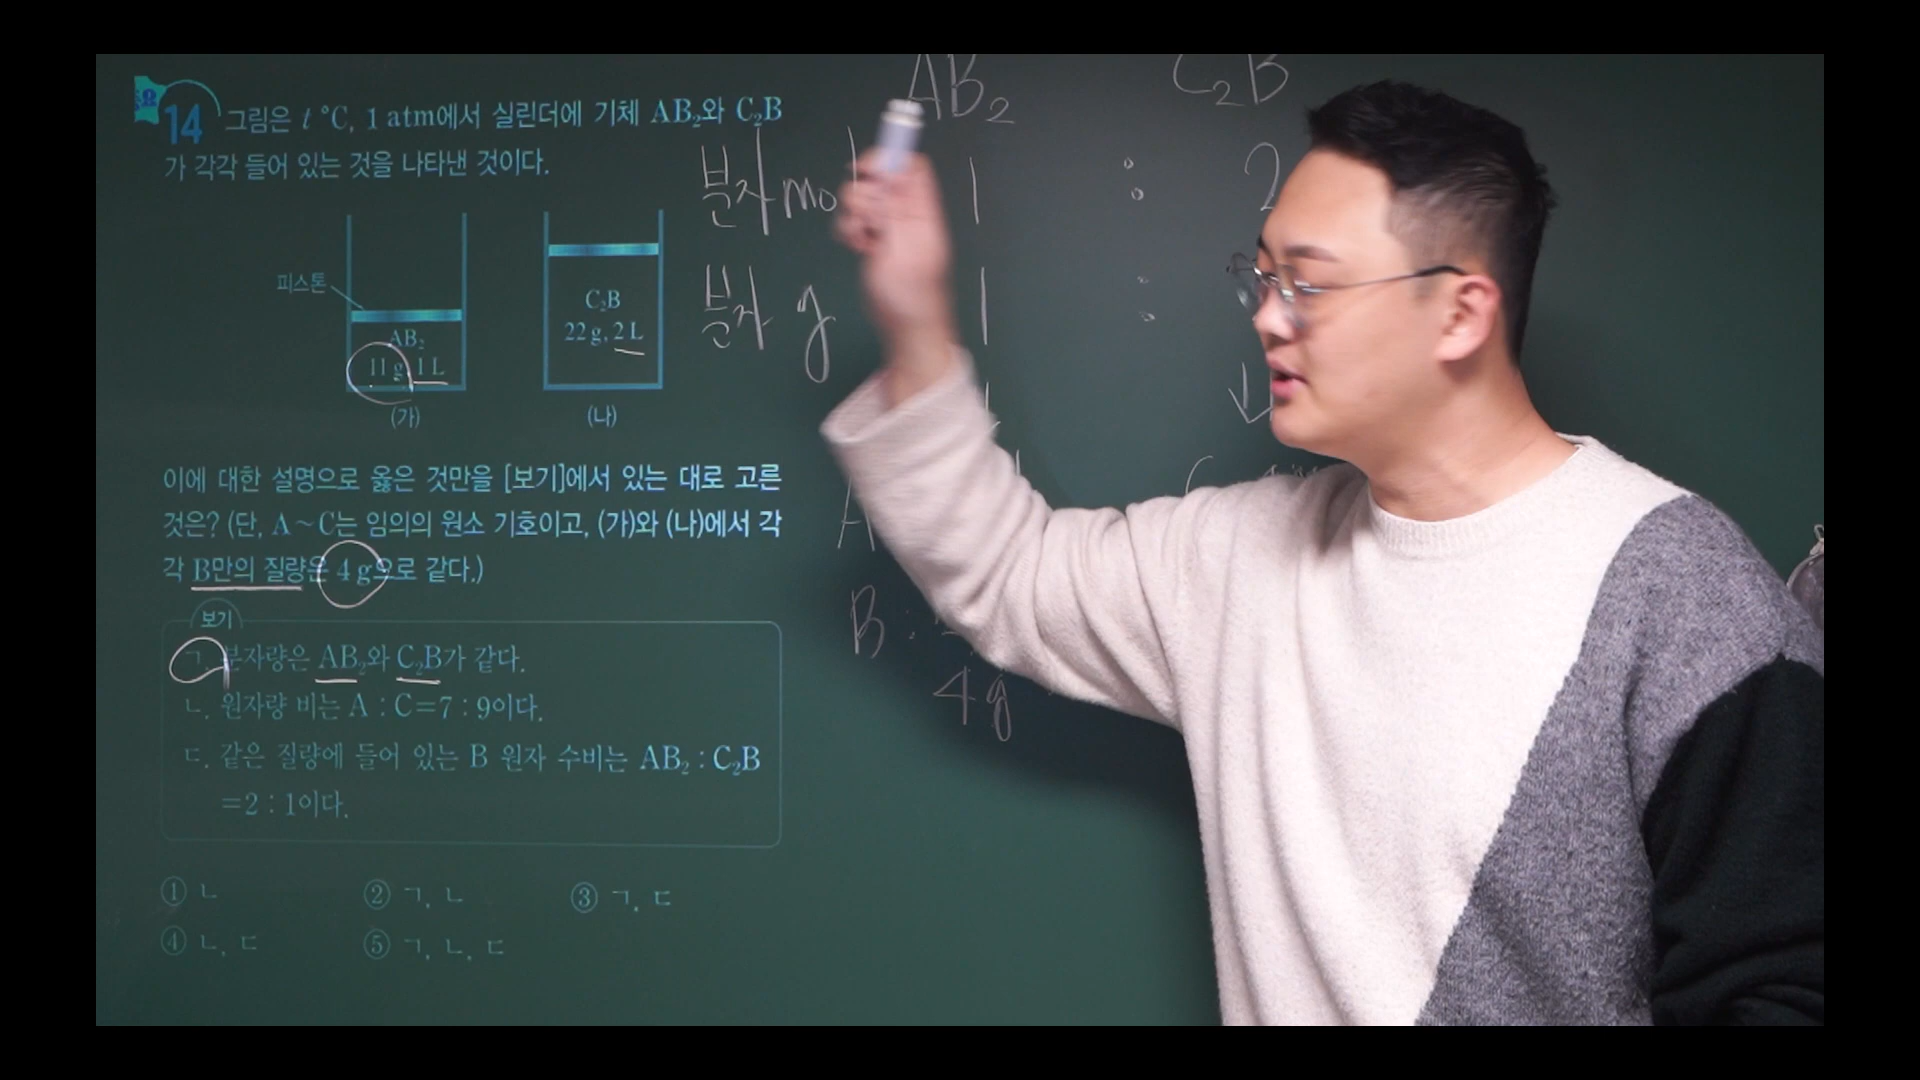 14 그림은 t °C, 1 atm에서 실린더에 기체 AB₂와 C₂B
가 각각 들어 있는 것을 나타낸 것이다.
피스톤
AB₂
11 g, 1 L
(가)
C₂B
22 g, 2 L
(나)
이에 대한 설명으로 옳은 것만을 [보기]에서 있는 대로 고른
것은? (단, A~C는 임의의 원소 기호이고, (가)와 (나)에서 각
각 B만의 질량은 4 g으로 같다.)
보기
ㄱ. 분자량은 AB₂와 C₂B가 같다.
ㄴ. 원자량 비는 A : C=7 : 9이다.
ㄷ. 같은 질량에 들어 있는 B 원자 수비는 AB₂ : C₂B
=2 : 1이다.
① ㄴ ② ㄱ, ㄴ ③ ㄱ, ㄷ
④ ㄴ, ㄷ ⑤ ㄱ, ㄴ, ㄷ
AB₂ C₂B
분자 mo 1 : 2
분자 g 1 :
↓
A C
B :
4 g